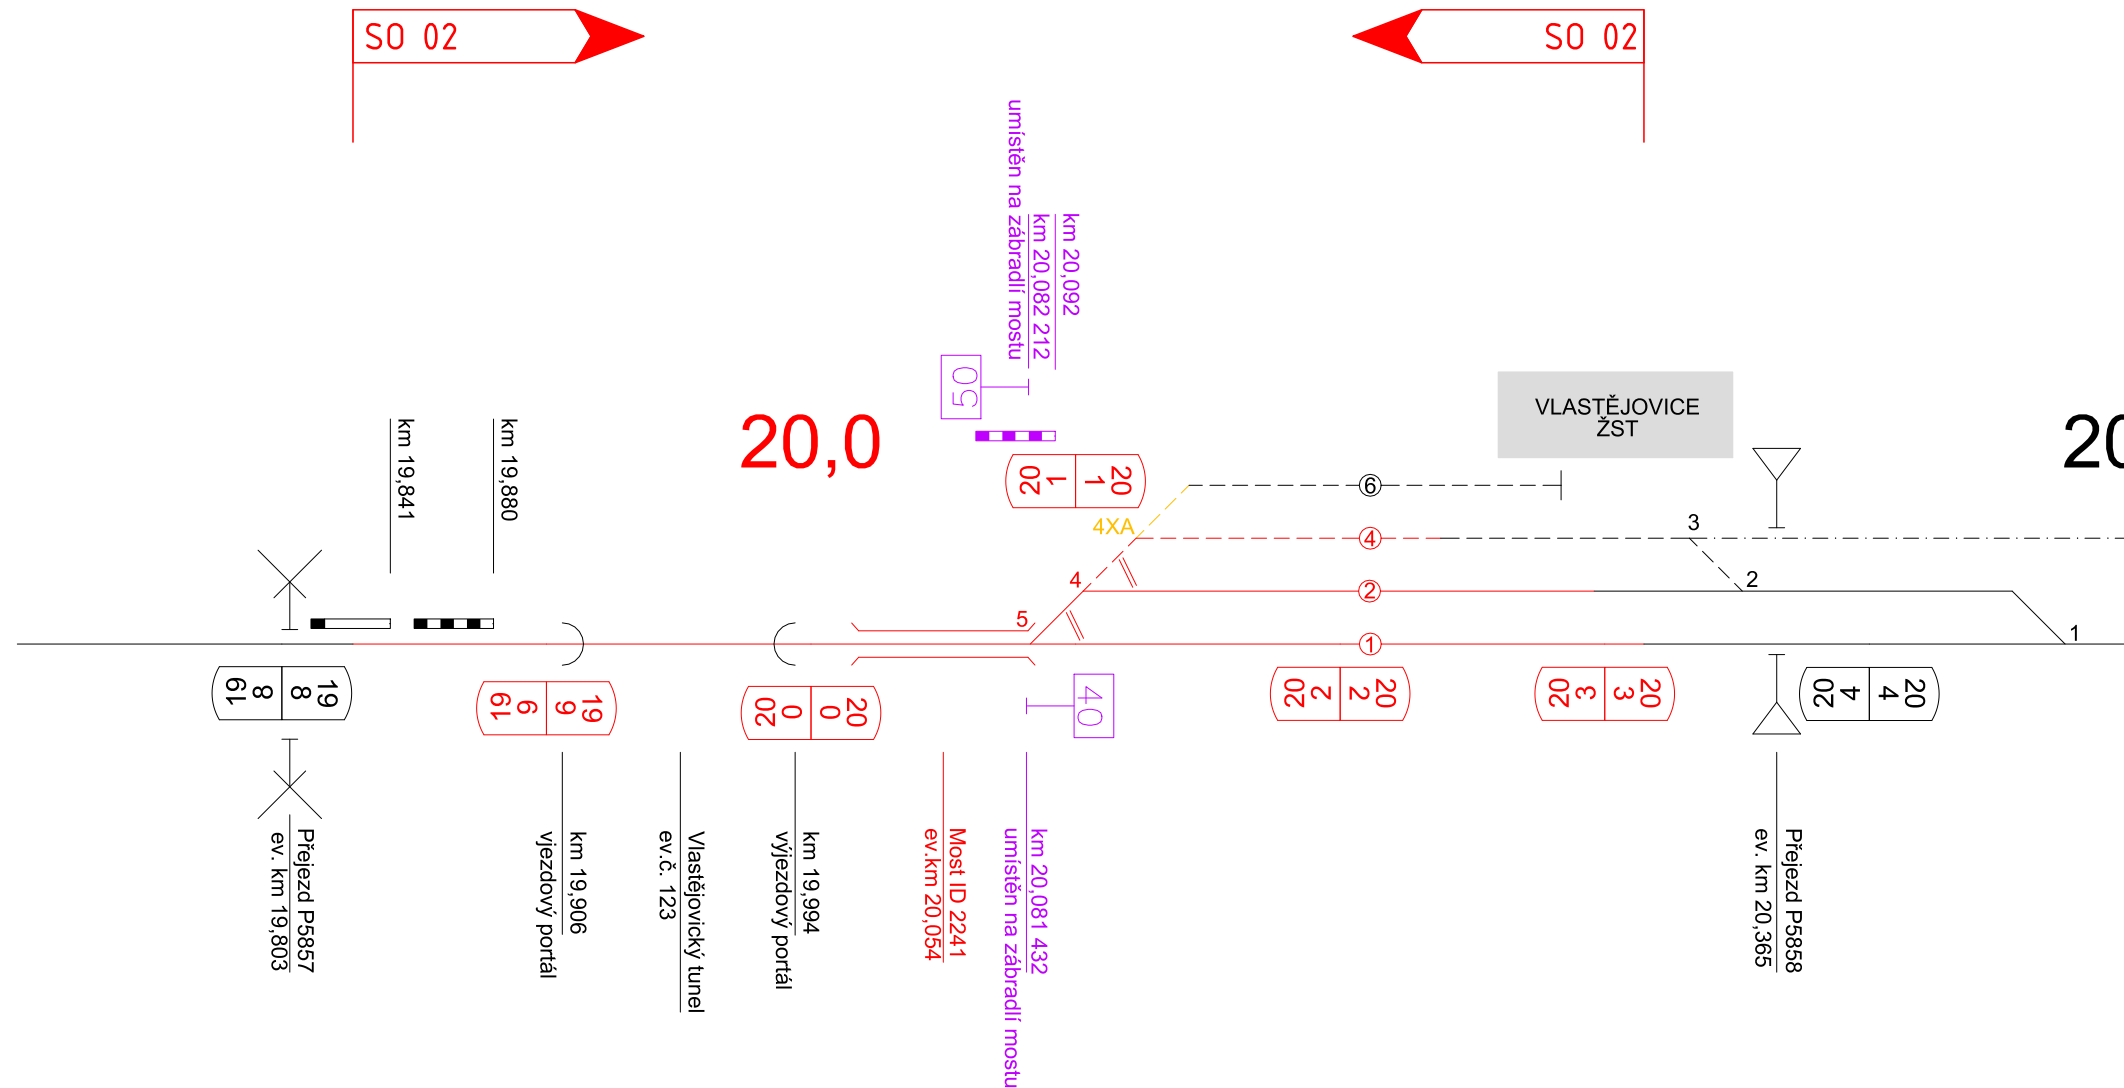 SO 02
SO 02
umístěn na zábradlí mostu
km 20,082 212
km 20,092
50
20,0
20
VLASTĚJOVICE
ŽST
km 19,841
km 19,880
20
1
20
1
6
4XA
4
3
4
2
2
5
1
1
19
8
19
8
19
9
19
9
20
0
20
0
40
20
2
20
2
20
3
20
3
20
4
20
4
Přejezd P5857
ev. km 19,803
km 19,906
vjezdový portál
Vlastějovický tunel
ev.č. 123
km 19,994
výjezdový portál
Most ID 2241
ev.km 20,054
km 20,081 432
umístěn na zábradlí mostu
Přejezd P5858
ev. km 20,365